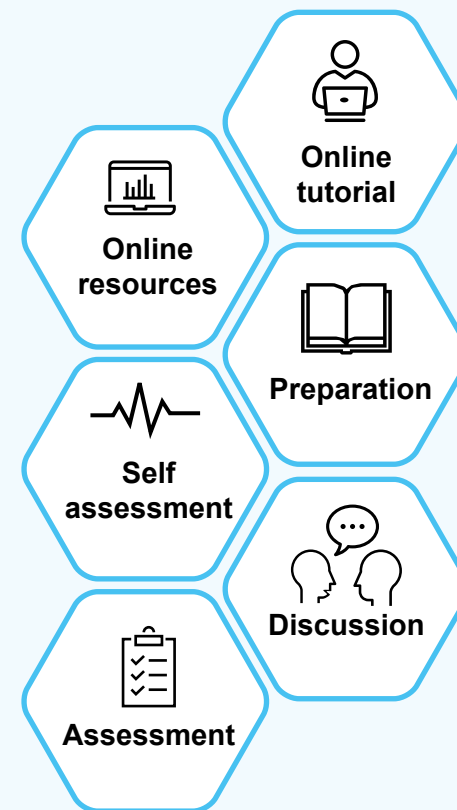 Online
tutorial
Online
resources
Preparation
Self
assessment
Discussion
Assessment